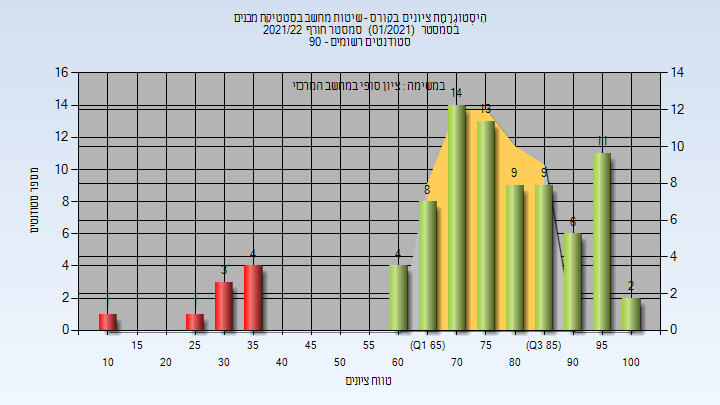 היסטוגרמת ציונים בקורס - שיטות מחשב בסטטיקת מבנים
בסמסטר (01/2021) סמסטר חורף 2021/22
סטודנטים רשומים - 90
במשימה : ציון סופי במחשב המרכזי
16 14 12 10 8 6 4 2 0
מספר סטודנטים
14 12 10 8 6 4 2 0
3 4 4 8 14 13 9 9 6 11 2
15 25 35 45 55 (Q1 65) 75 (Q3 85) 95
10 20 30 40 50 60 70 80 90 100
טווח ציונים